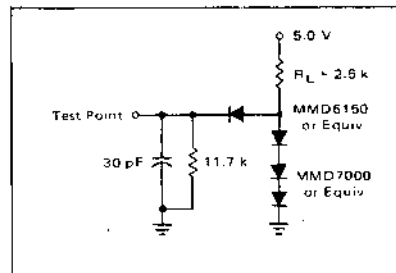 5.0 V
R_L = 2.6 k
Test Point
MMD6150
or Equiv
30 pF
11.7 k
MMD7000
or Equiv